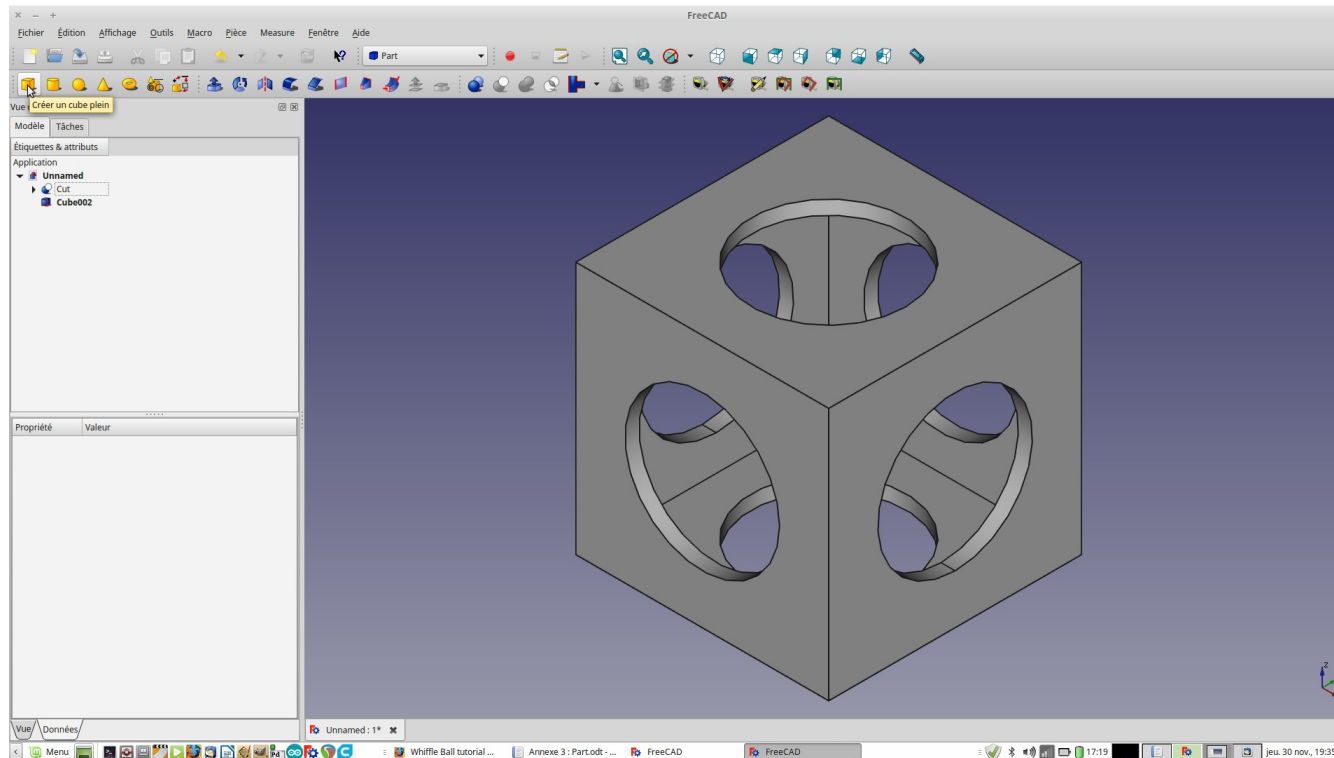 FreeCAD
Fichier Édition Affichage Outils Macro Pièce Measure Fenêtre Aide
Part
Créer un cube plein
Vue
Modèle Tâches
Étiquettes & attributs
Application
Unnamed
Cut
Cube002
Propriété Valeur
Z
Vue Données
Unnamed : 1*
Menu Whiffle Ball tutorial ... Annexe 3 : Part.odt - ... FreeCAD FreeCAD 17:19 jeu. 30 nov., 19:35